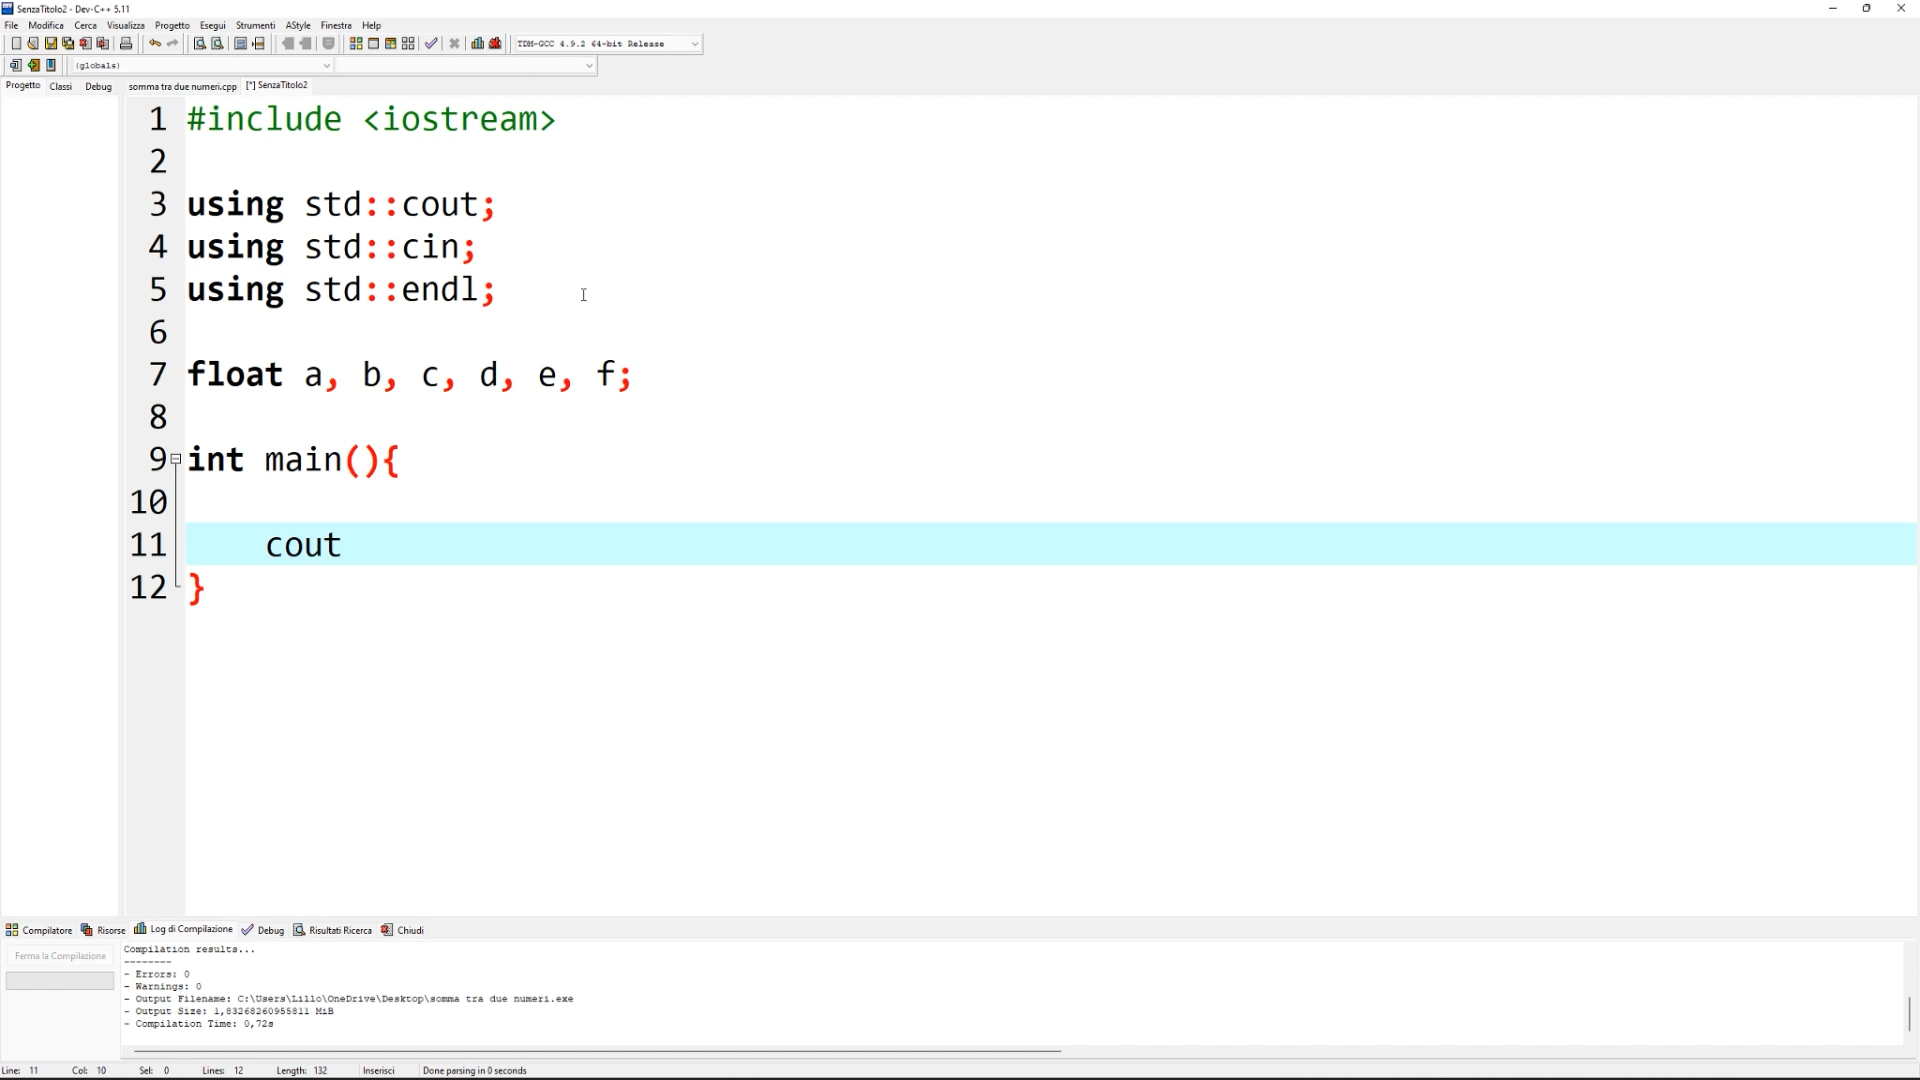 SenzaTitolo2 - Dev-C++ 5.11
File Modifica Cerca Visualizza Progetto Esegui Strumenti AStyle Finestra Help
TDM-GCC 4.9.2 64-bit Release
(globals)
Progetto Classi Debug somma tra due numeri.cpp [*] SenzaTitolo2
1 #include <iostream>
2
3 using std::cout;
4 using std::cin;
5 using std::endl;
6
7 float a, b, c, d, e, f;
8
9 int main(){
10
11 cout
12 }
Compilatore Risorse Log di Compilazione Debug Risultati Ricerca Chiudi
Ferma la Compilazione
Compilation results...
--------
- Errors: 0
- Warnings: 0
- Output Filename: C:\Users\Lillo\OneDrive\Desktop\somma tra due numeri.exe
- Output Size: 1,83268260955811 MiB
- Compilation Time: 0,72s
Line: 11 Col: 10 Sel: 0 Lines: 12 Length: 132 Inserisci Done parsing in 0 seconds